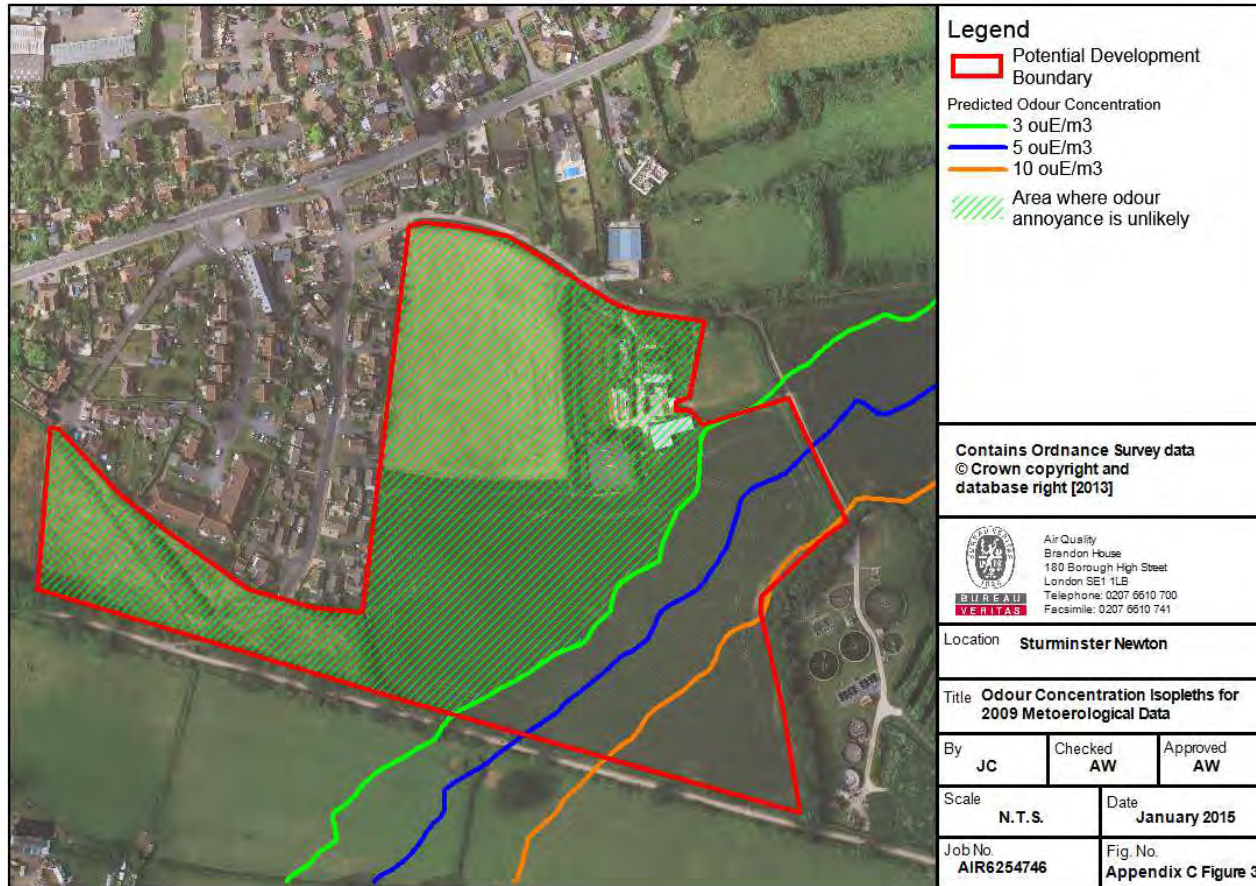 Legend
Potential Development
Boundary
Predicted Odour Concentration
3 ouE/m3
5 ouE/m3
10 ouE/m3
Area where odour
annoyance is unlikely
Contains Ordnance Survey data
© Crown copyright and
database right [2013]
BUREAU
VERITAS
Air Quality
Brandon House
180 Borough High Street
London SE1 1LB
Telephone: 0207 6610 700
Facsimile: 0207 6610 741
Location Sturminster Newton
Title Odour Concentration Isopleths for
2009 Metoerological Data
By
JC
Checked
AW
Approved
AW
Scale
N.T.S.
Date
January 2015
Job No.
AIR6254746
Fig. No.
Appendix C Figure 3